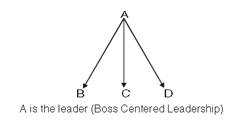 A
B C D
A is the leader (Boss Centered Leadership)